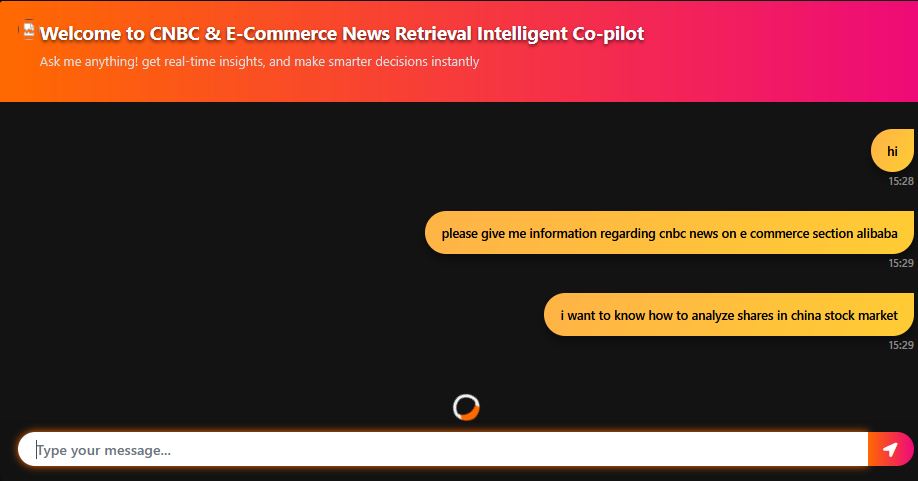 Welcome to CNBC & E-Commerce News Retrieval Intelligent Co-pilot
Ask me anything! get real-time insights, and make smarter decisions instantly
hi
15:28
please give me information regarding cnbc news on e commerce section alibaba
15:29
i want to know how to analyze shares in china stock market
15:29
Type your message...